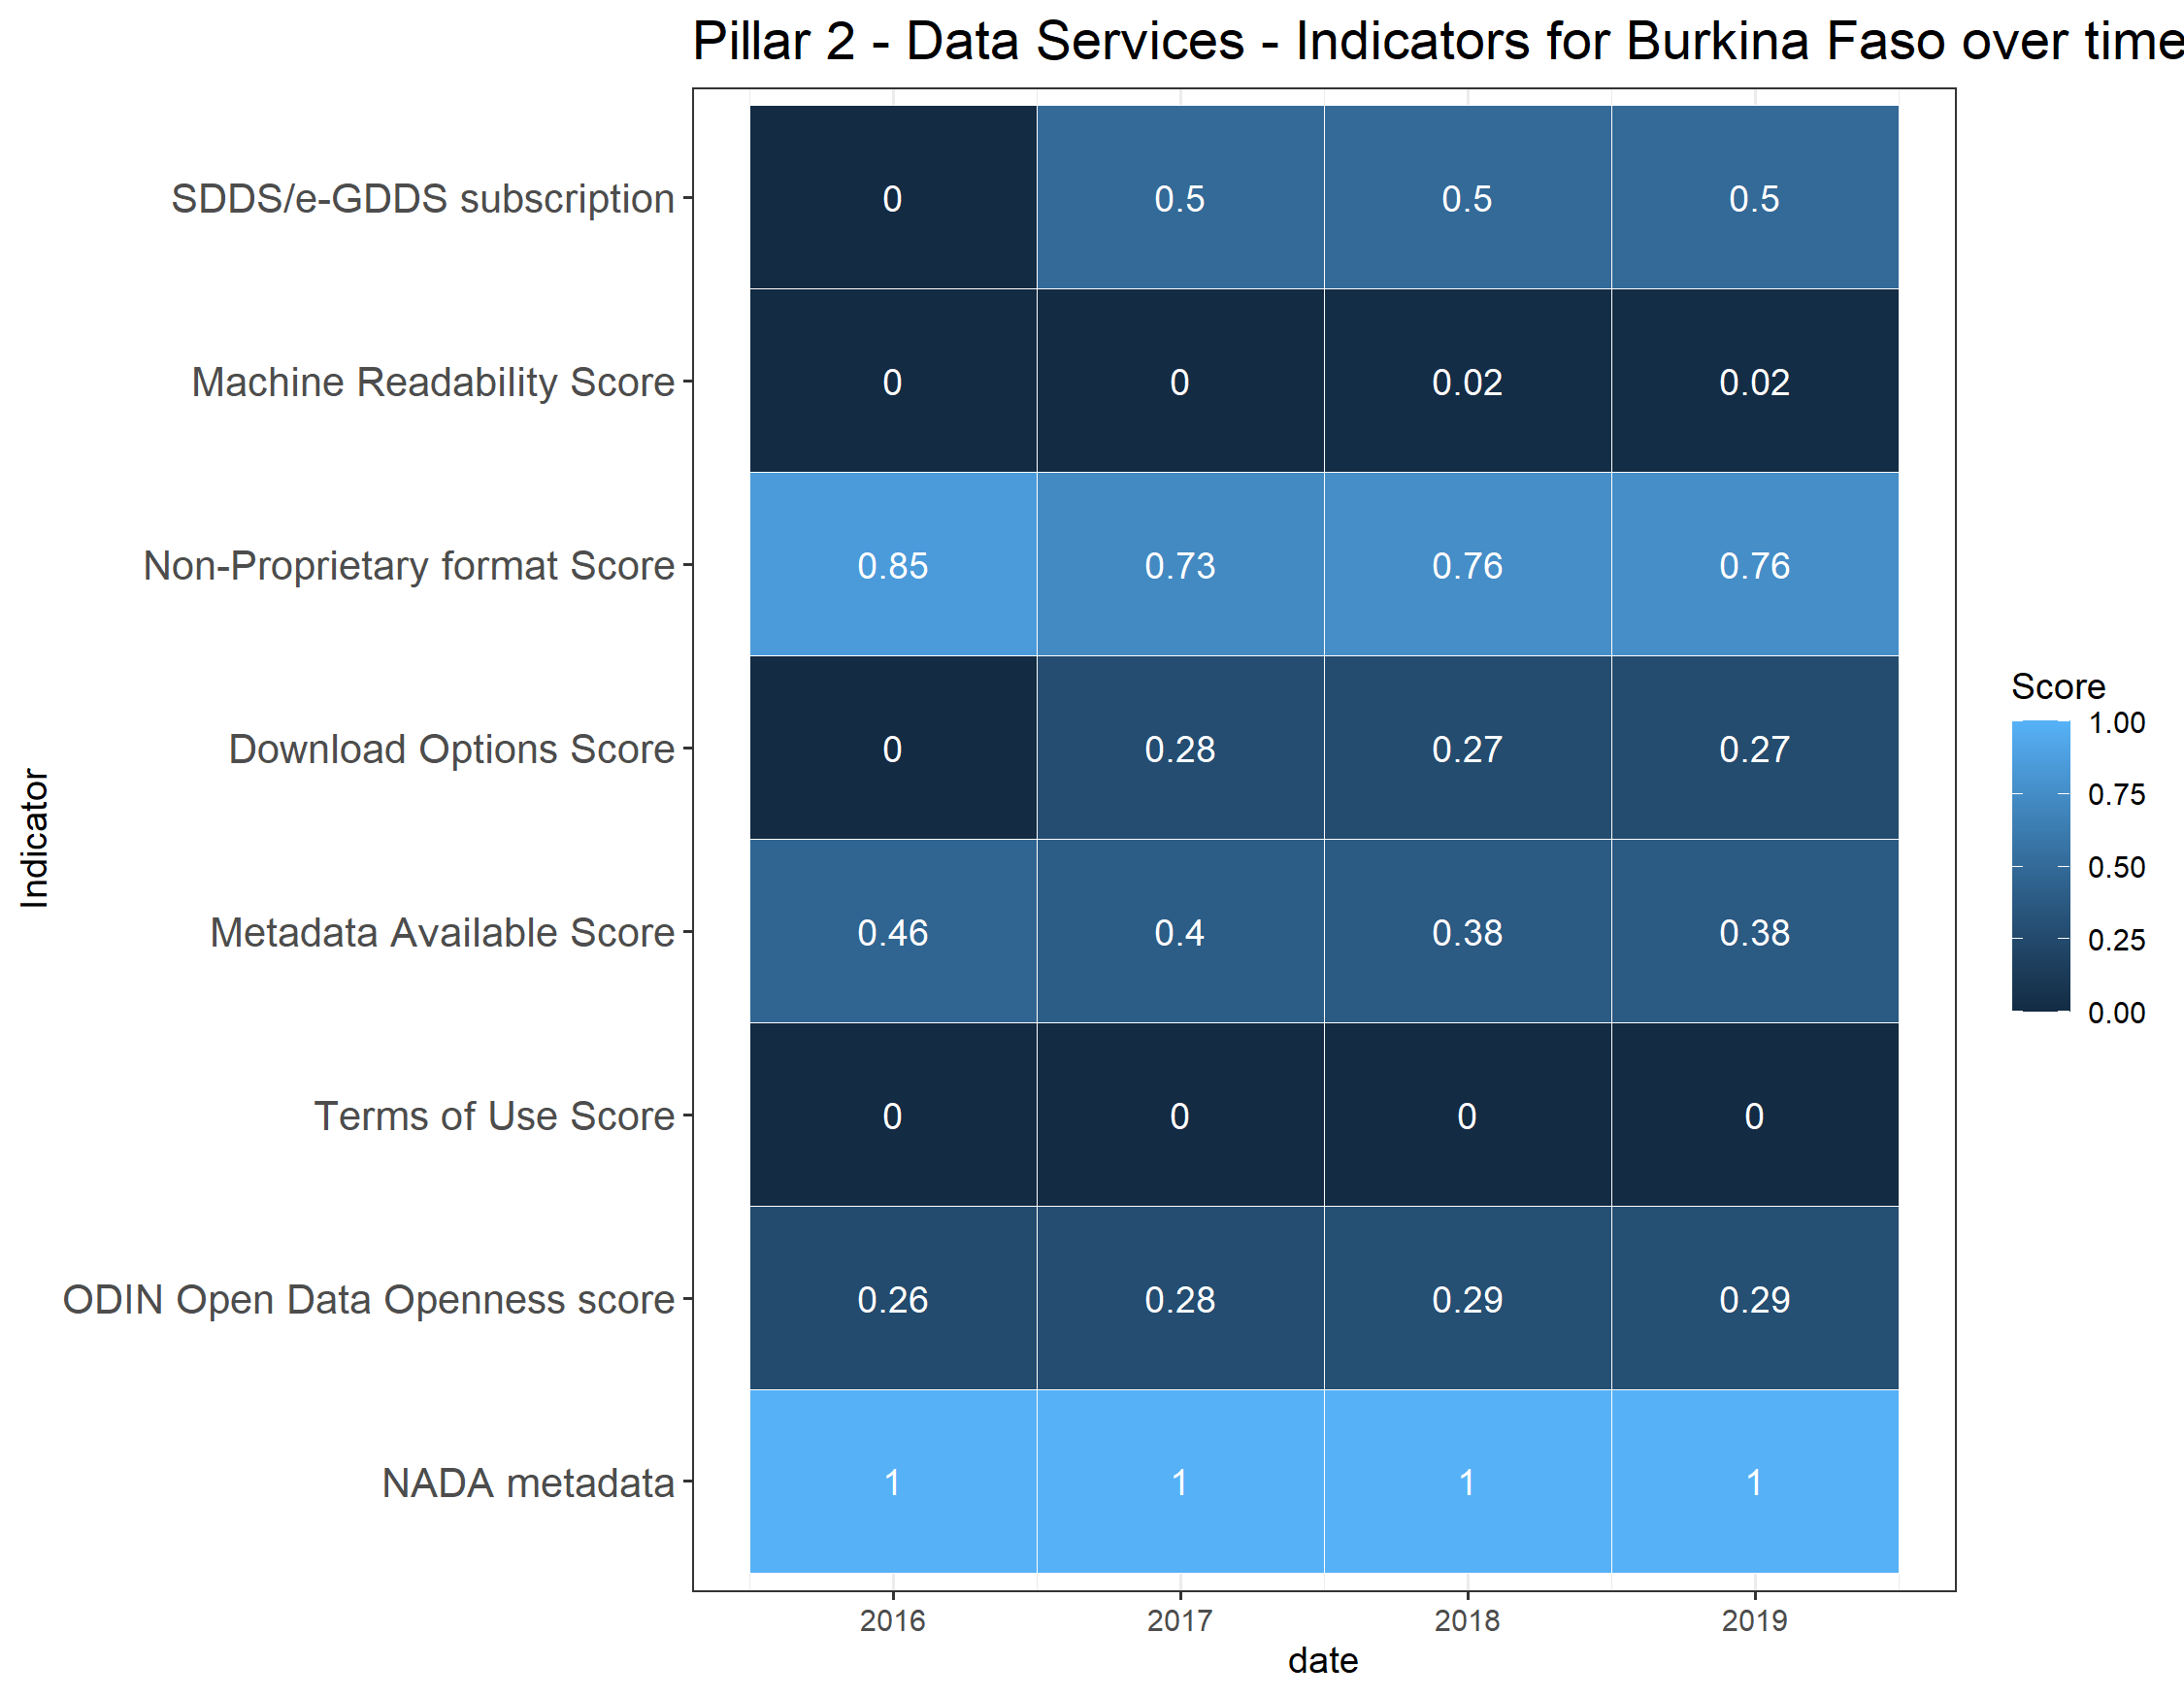 Pillar 2 - Data Services - Indicators for Burkina Faso over time
Indicator
SDDS/e-GDDS subscription 0 0.5 0.5 0.5
Machine Readability Score 0 0 0.02 0.02
Non-Proprietary format Score 0.85 0.73 0.76 0.76
Download Options Score 0 0.28 0.27 0.27
Metadata Available Score 0.46 0.4 0.38 0.38
Terms of Use Score 0 0 0 0
ODIN Open Data Openness score 0.26 0.28 0.29 0.29
NADA metadata 1 1 1 1
2016 2017 2018 2019
date
Score
1.00
0.75
0.50
0.25
0.00